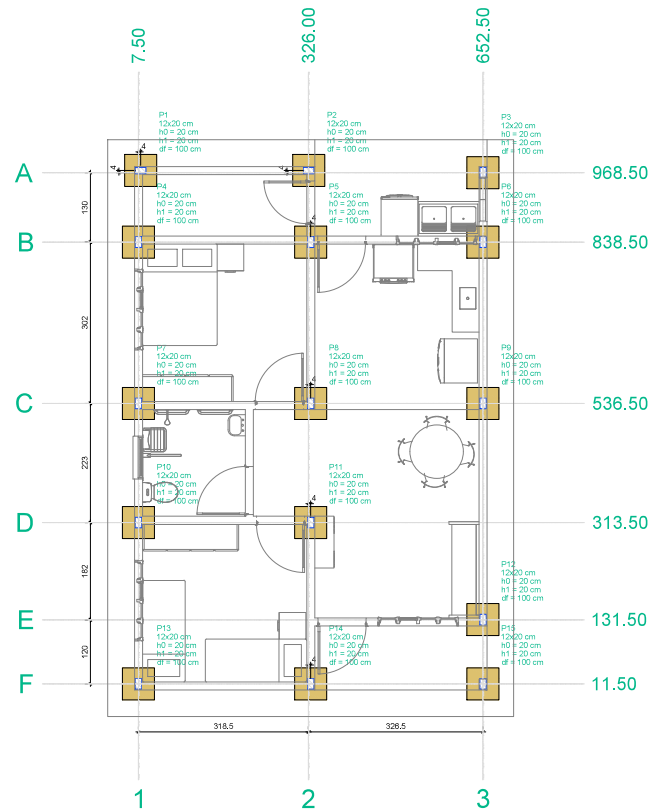 7.50
326.00
652.50
P1
12x20 cm
h0 = 20 cm
h1 = 20 cm
df = 100 cm
P2
12x20 cm
h0 = 20 cm
h1 = 20 cm
df = 100 cm
P3
12x20 cm
h0 = 20 cm
h1 = 20 cm
df = 100 cm
4
4
4
A
968.50
P4
12x20 cm
h0 = 20 cm
h1 = 20 cm
df = 100 cm
P5
12x20 cm
h0 = 20 cm
h1 = 20 cm
df = 100 cm
P6
12x20 cm
h0 = 20 cm
h1 = 20 cm
df = 100 cm
130
4
B
838.50
302
P7
12x20 cm
h0 = 20 cm
h1 = 20 cm
df = 100 cm
P8
12x20 cm
h0 = 20 cm
h1 = 20 cm
df = 100 cm
P9
12x20 cm
h0 = 20 cm
h1 = 20 cm
df = 100 cm
4
C
536.50
223
P10
12x20 cm
h0 = 20 cm
h1 = 20 cm
df = 100 cm
P11
12x20 cm
h0 = 20 cm
h1 = 20 cm
df = 100 cm
4
D
313.50
182
P12
12x20 cm
h0 = 20 cm
h1 = 20 cm
df = 100 cm
E
131.50
P13
12x20 cm
h0 = 20 cm
h1 = 20 cm
df = 100 cm
P14
12x20 cm
h0 = 20 cm
h1 = 20 cm
df = 100 cm
P15
12x20 cm
h0 = 20 cm
h1 = 20 cm
df = 100 cm
120
4
F
11.50
318.5
326.5
1
2
3